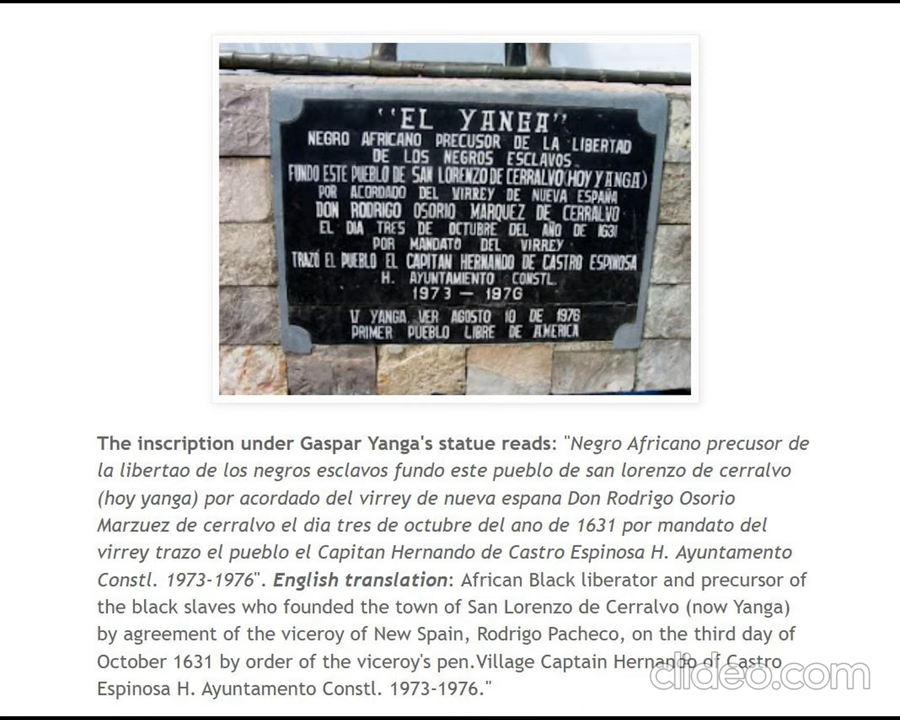 "EL YANGA"
NEGRO AFRICANO PRECUSOR DE LA LIBERTAD
DE LOS NEGROS ESCLAVOS
FUNDO ESTE PUEBLO DE SAN LORENZO DE CERRALVO (HOY YANGA)
POR ACORDADO DEL VIRREY DE NUEVA ESPAÑA
DON RODRIGO OSORIO MARQUEZ DE CERRALVO
EL DIA TRES DE OCTUBRE DEL AÑO DE 1631
POR MANDATO DEL VIRREY
TRAZÓ EL PUEBLO EL CAPITAN HERNANDO DE CASTRO ESPINOSA
H. AYUNTAMIENTO CONSTL.
1973 - 1976
YANGA, VER AGOSTO 10 DE 1976
PRIMER PUEBLO LIBRE DE AMERICA
The inscription under Gaspar Yanga's statue reads: "Negro Africano precusor de
la libertao de los negros esclavos fundo este pueblo de san lorenzo de cerralvo
(hoy yanga) por acordado del virrey de nueva espana Don Rodrigo Osorio
Marzuez de cerralvo el dia tres de octubre del ano de 1631 por mandato del
virrey trazo el pueblo el Capitan Hernando de Castro Espinosa H. Ayuntamento
Constl. 1973-1976". English translation: African Black liberator and precursor of
the black slaves who founded the town of San Lorenzo de Cerralvo (now Yanga)
by agreement of the viceroy of New Spain, Rodrigo Pacheco, on the third day of
October 1631 by order of the viceroy's pen.Village Captain Hernando of Castro
Espinosa H. Ayuntamento Constl. 1973-1976."
clideo.com